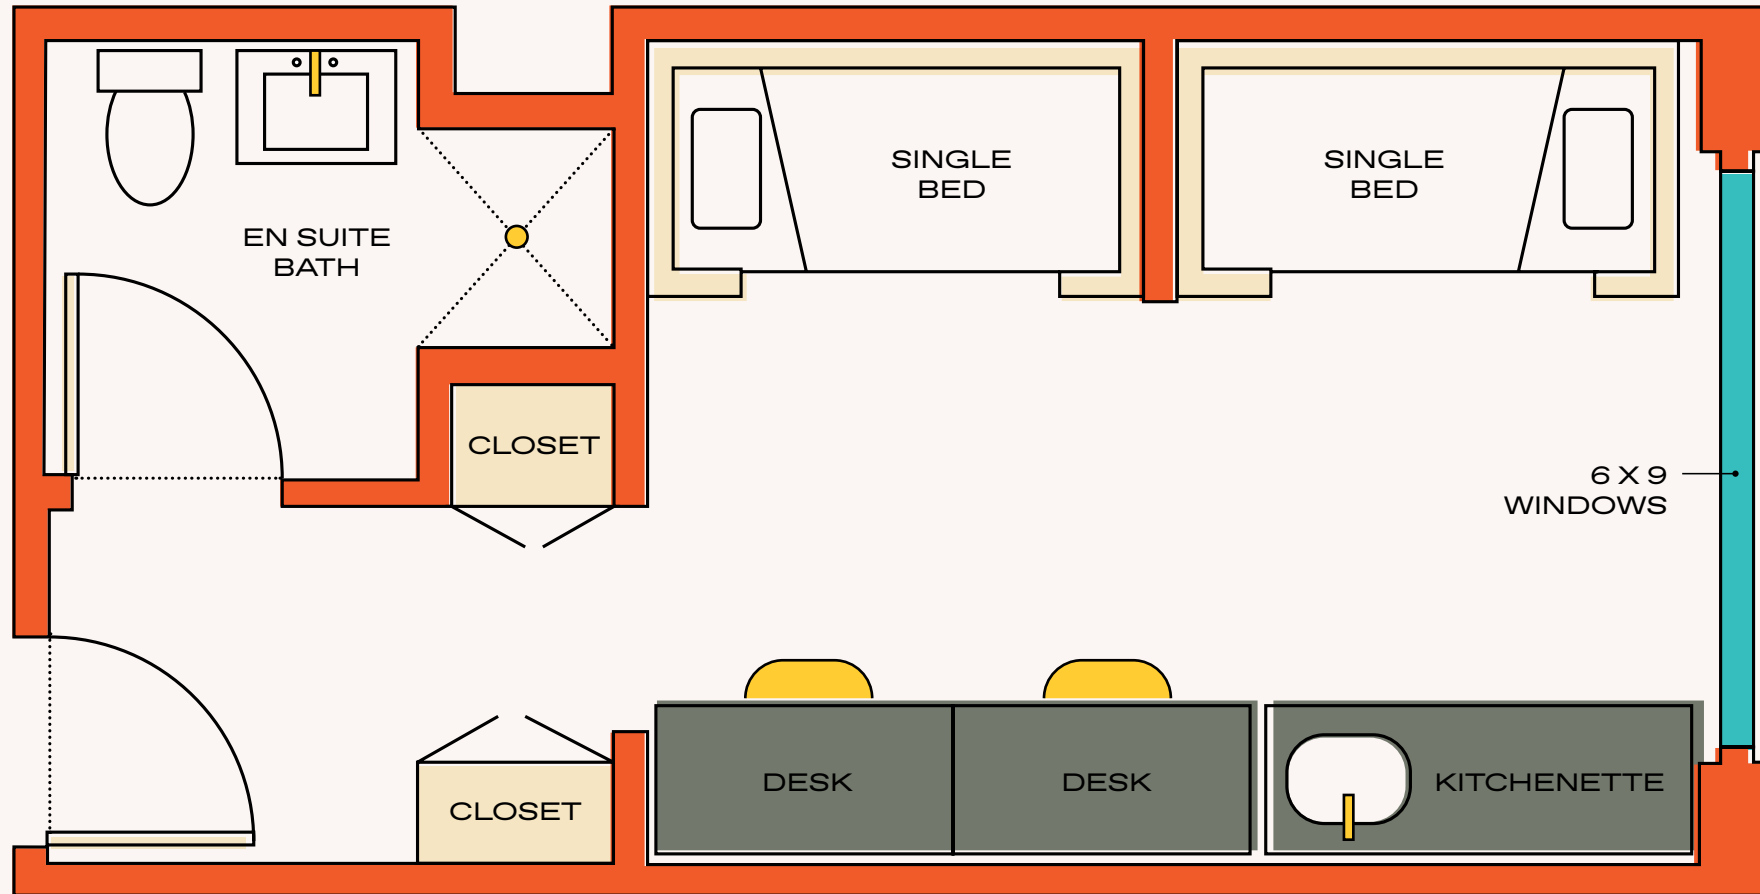 SINGLE
BED
SINGLE
BED
EN SUITE
BATH
CLOSET
6 X 9
WINDOWS
DESK
DESK
KITCHENETTE
CLOSET